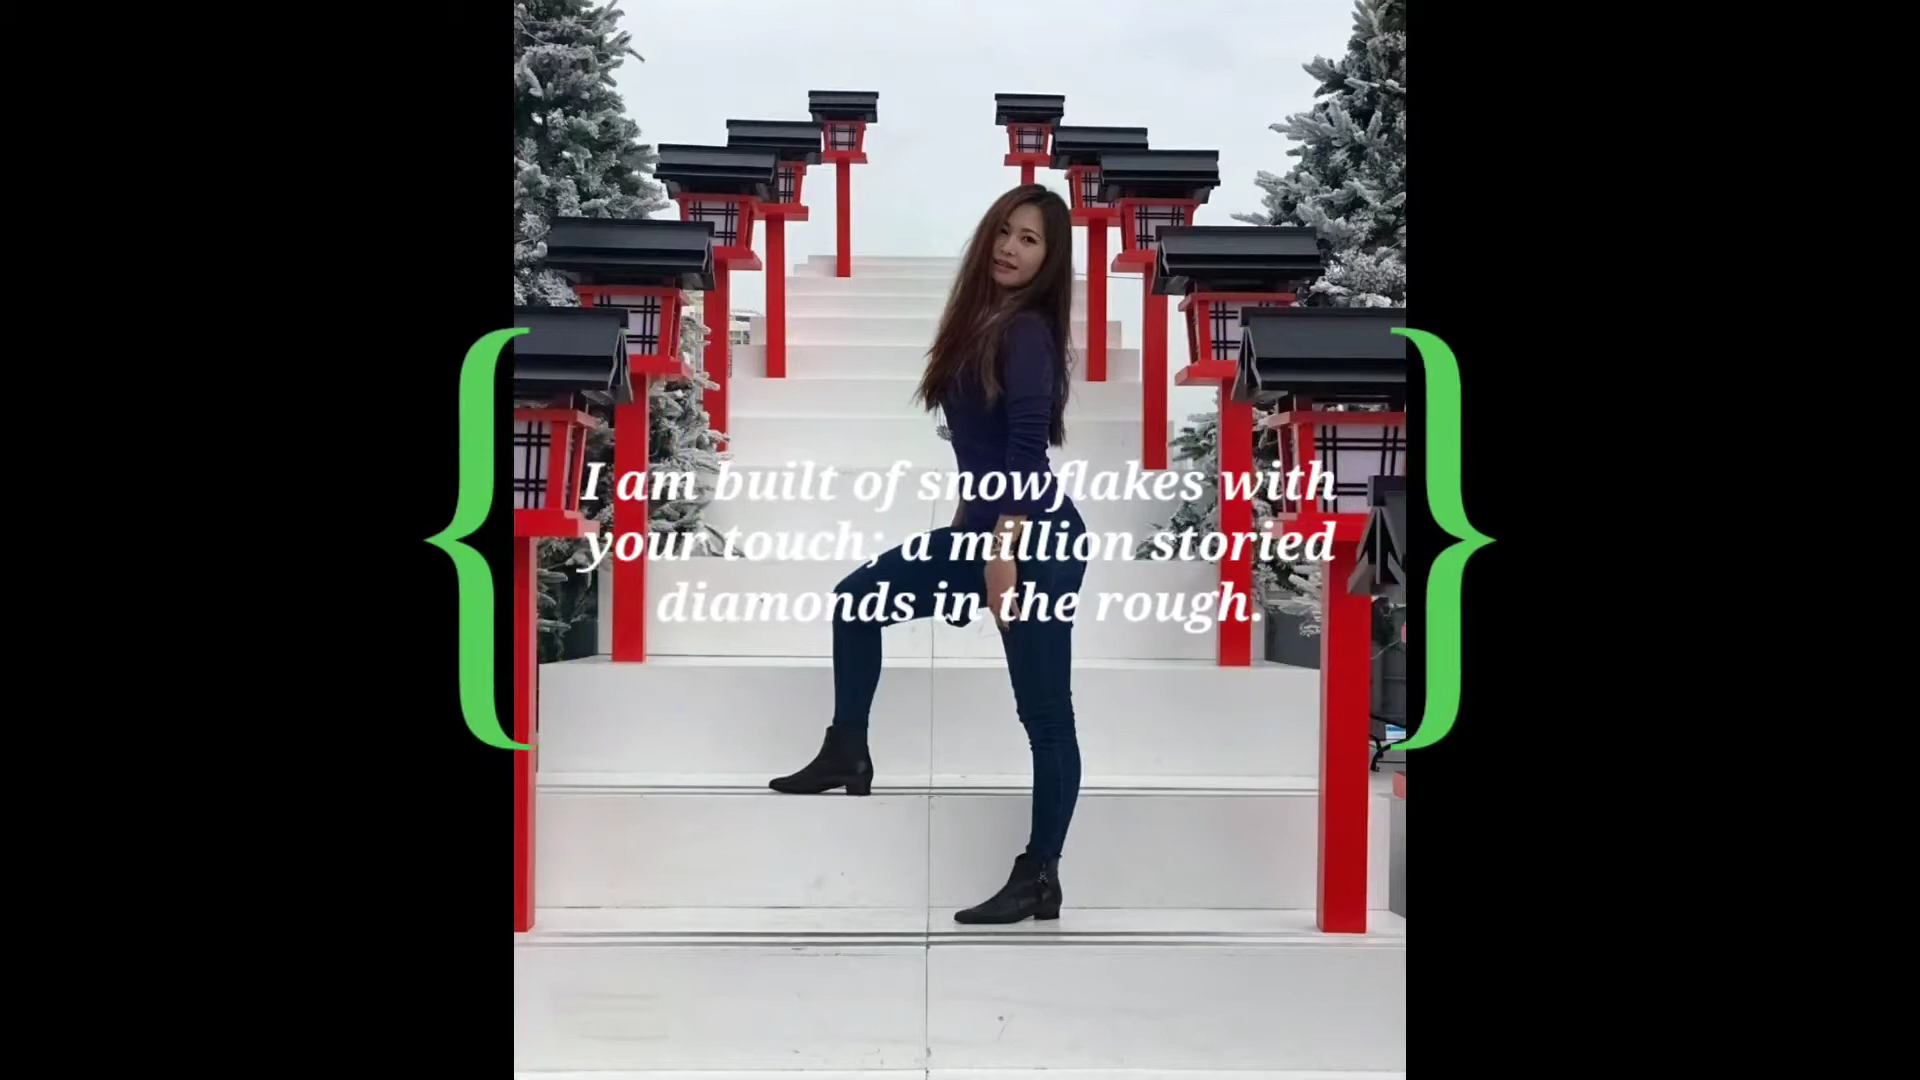 I am built of snowflakes with
your touch; a million storied
diamonds in the rough.